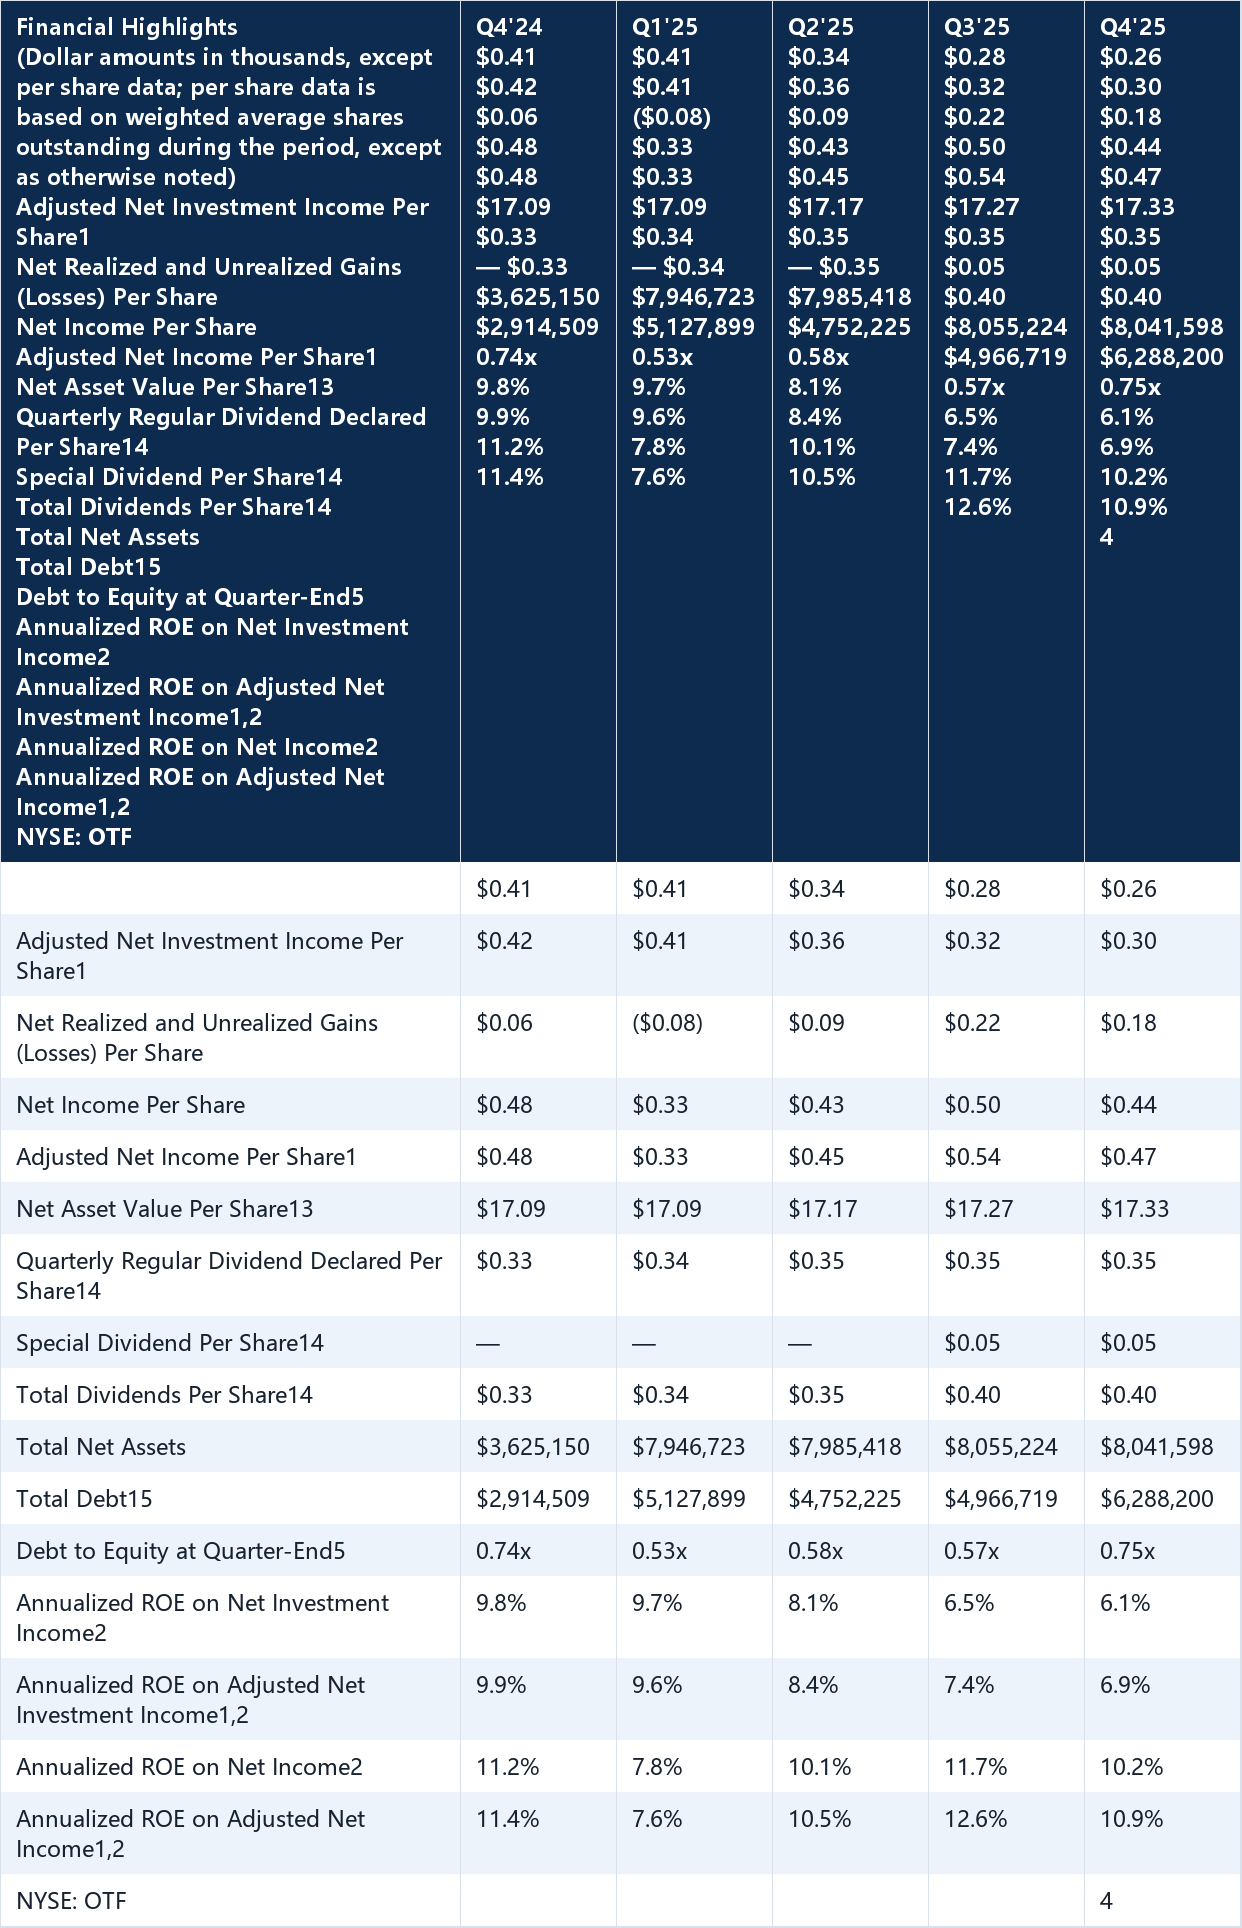 Financial Highlights
(Dollar amounts in thousands, except
per share data; per share data is
based on weighted average shares
outstanding during the period, except
as otherwise noted)
Adjusted Net Investment Income Per
Share1
Net Realized and Unrealized Gains
(Losses) Per Share
Net Income Per Share
Adjusted Net Income Per Share1
Net Asset Value Per Share13
Quarterly Regular Dividend Declared
Per Share14
Special Dividend Per Share14
Total Dividends Per Share14
Total Net Assets
Total Debt15
Debt to Equity at Quarter-End5
Annualized ROE on Net Investment
Income2
Annualized ROE on Adjusted Net
Investment Income1,2
Annualized ROE on Net Income2
Annualized ROE on Adjusted Net
Income1,2
NYSE: OTF
Q4'24
$0.41
$0.42
$0.06
$0.48
$0.48
$17.09
$0.33
— $0.33
$3,625,150
$2,914,509
0.74x
9.8%
9.9%
11.2%
11.4%
Q1'25
$0.41
$0.41
($0.08)
$0.33
$0.33
$17.09
$0.34
— $0.34
$7,946,723
$5,127,899
0.53x
9.7%
9.6%
7.8%
7.6%
Q2'25
$0.34
$0.36
$0.09
$0.43
$0.45
$17.17
$0.35
— $0.35
$7,985,418
$4,752,225
0.58x
8.1%
8.4%
10.1%
10.5%
Q3'25
$0.28
$0.32
$0.22
$0.50
$0.54
$17.27
$0.35
$0.05
$0.40
$8,055,224
$4,966,719
0.57x
6.5%
7.4%
11.7%
12.6%
Q4'25
$0.26
$0.30
$0.18
$0.44
$0.47
$17.33
$0.35
$0.05
$0.40
$8,041,598
$6,288,200
0.75x
6.1%
6.9%
10.2%
10.9%
4
$0.41 $0.41 $0.34 $0.28 $0.26
Adjusted Net Investment Income Per
Share1 $0.42 $0.41 $0.36 $0.32 $0.30
Net Realized and Unrealized Gains
(Losses) Per Share $0.06 ($0.08) $0.09 $0.22 $0.18
Net Income Per Share $0.48 $0.33 $0.43 $0.50 $0.44
Adjusted Net Income Per Share1 $0.48 $0.33 $0.45 $0.54 $0.47
Net Asset Value Per Share13 $17.09 $17.09 $17.17 $17.27 $17.33
Quarterly Regular Dividend Declared Per
Share14 $0.33 $0.34 $0.35 $0.35 $0.35
Special Dividend Per Share14 — — — $0.05 $0.05
Total Dividends Per Share14 $0.33 $0.34 $0.35 $0.40 $0.40
Total Net Assets $3,625,150 $7,946,723 $7,985,418 $8,055,224 $8,041,598
Total Debt15 $2,914,509 $5,127,899 $4,752,225 $4,966,719 $6,288,200
Debt to Equity at Quarter-End5 0.74x 0.53x 0.58x 0.57x 0.75x
Annualized ROE on Net Investment
Income2 9.8% 9.7% 8.1% 6.5% 6.1%
Annualized ROE on Adjusted Net
Investment Income1,2 9.9% 9.6% 8.4% 7.4% 6.9%
Annualized ROE on Net Income2 11.2% 7.8% 10.1% 11.7% 10.2%
Annualized ROE on Adjusted Net
Income1,2 11.4% 7.6% 10.5% 12.6% 10.9%
NYSE: OTF 4